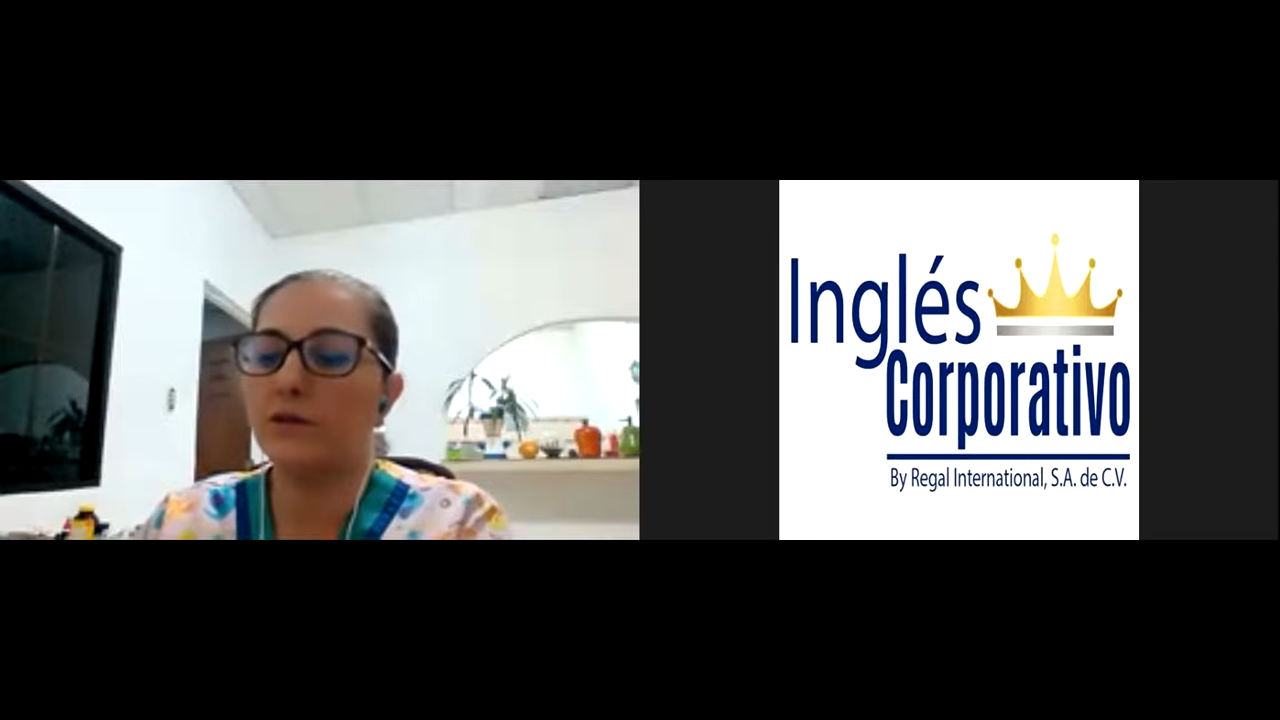 Inglés
Corporativo
By Regal International, S.A. de C.V.